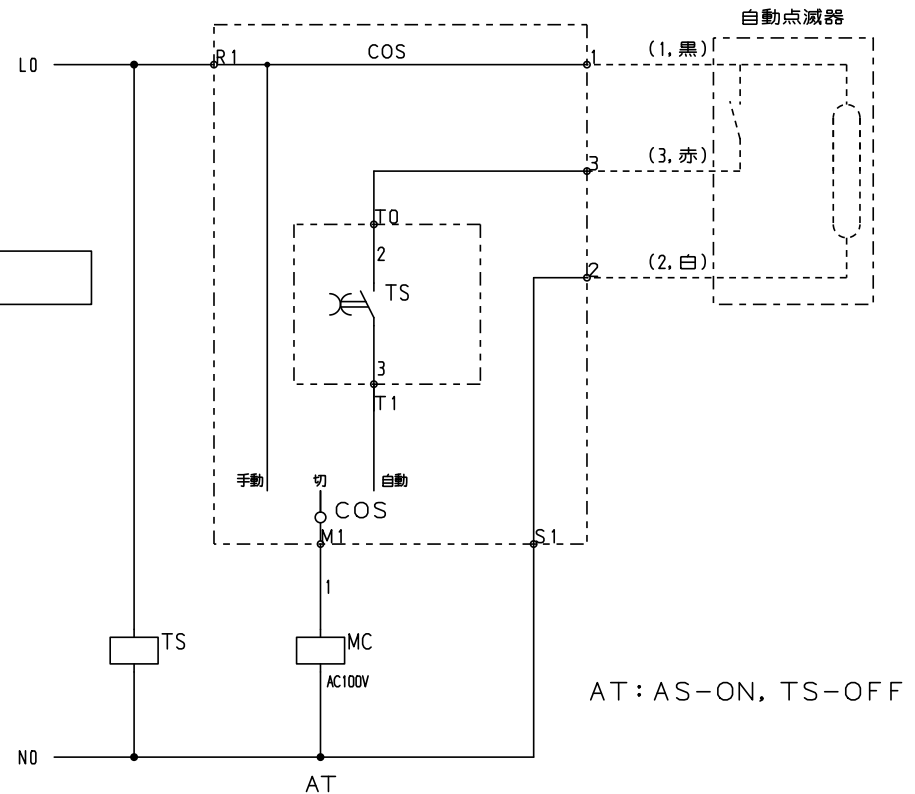 自動点滅器
L0
R1
COS
1
(1,黒)
3
(3,赤)
T0
2
TS
2
(2,白)
3
T1
手動
切
自動
COS
M1
S1
1
TS
MC
AC100V
AT:AS-ON, TS-OFF
N0
AT